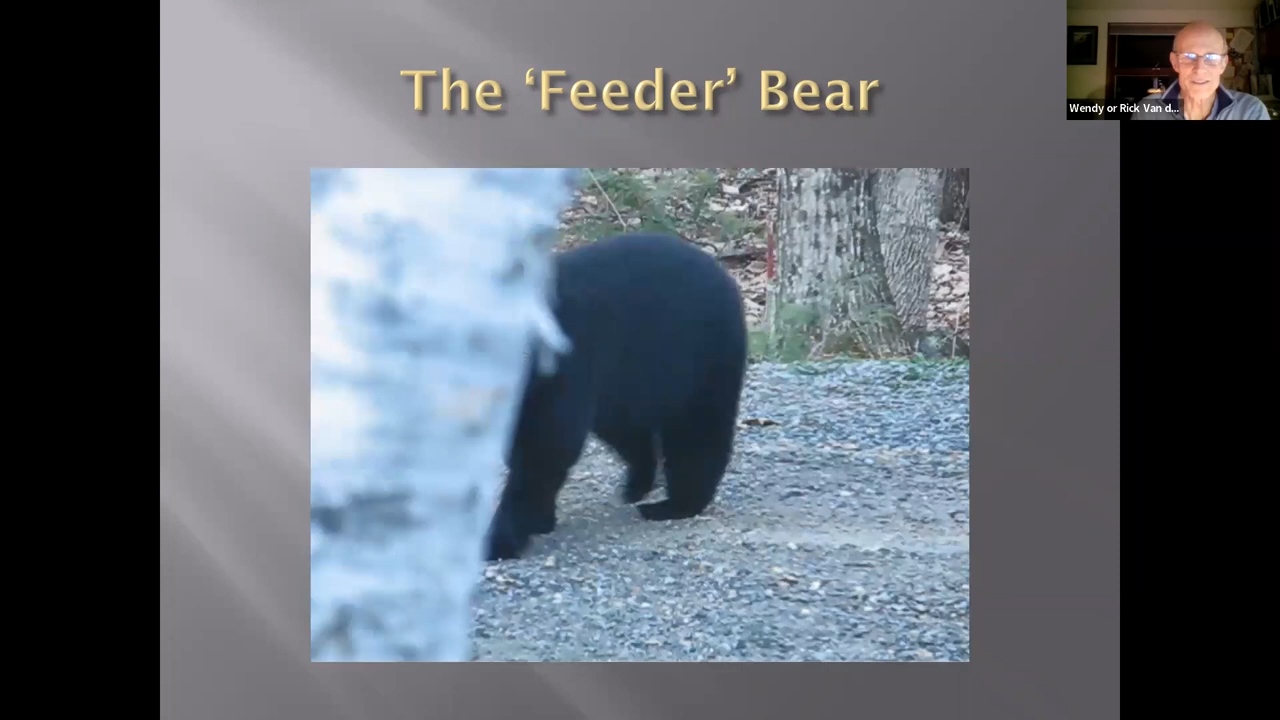 The ‘Feeder’ Bear
Wendy or Rick Van d...